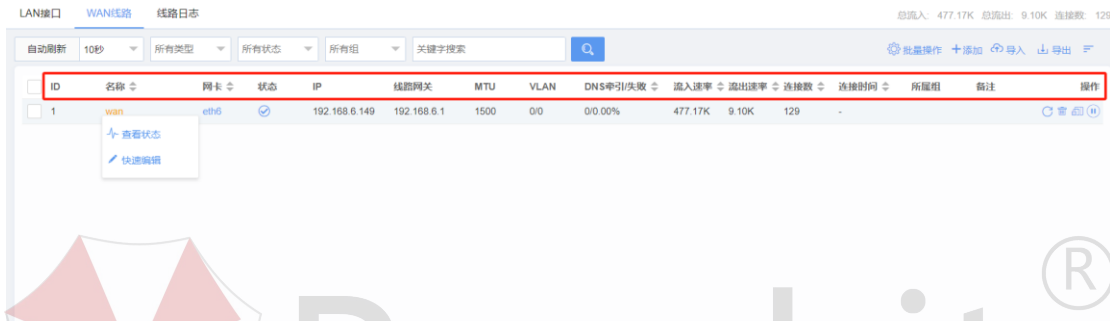 LAN接口 WAN线路 线路日志 总流入: 477.17K 总流出: 9.10K 连接数: 129
自动刷新 10秒 所有类型 所有状态 所有组 关键字搜索 批量操作 添加 导入 导出
ID 名称 网卡 状态 IP 线路网关 MTU VLAN DNS牵引/失败 流入速率 流出速率 连接数 连接时间 所属组 备注 操作
1 wan eth6 192.168.6.149 192.168.6.1 1500 0/0 0/0.00% 477.17K 9.10K 129 -
查看状态
快速编辑
®